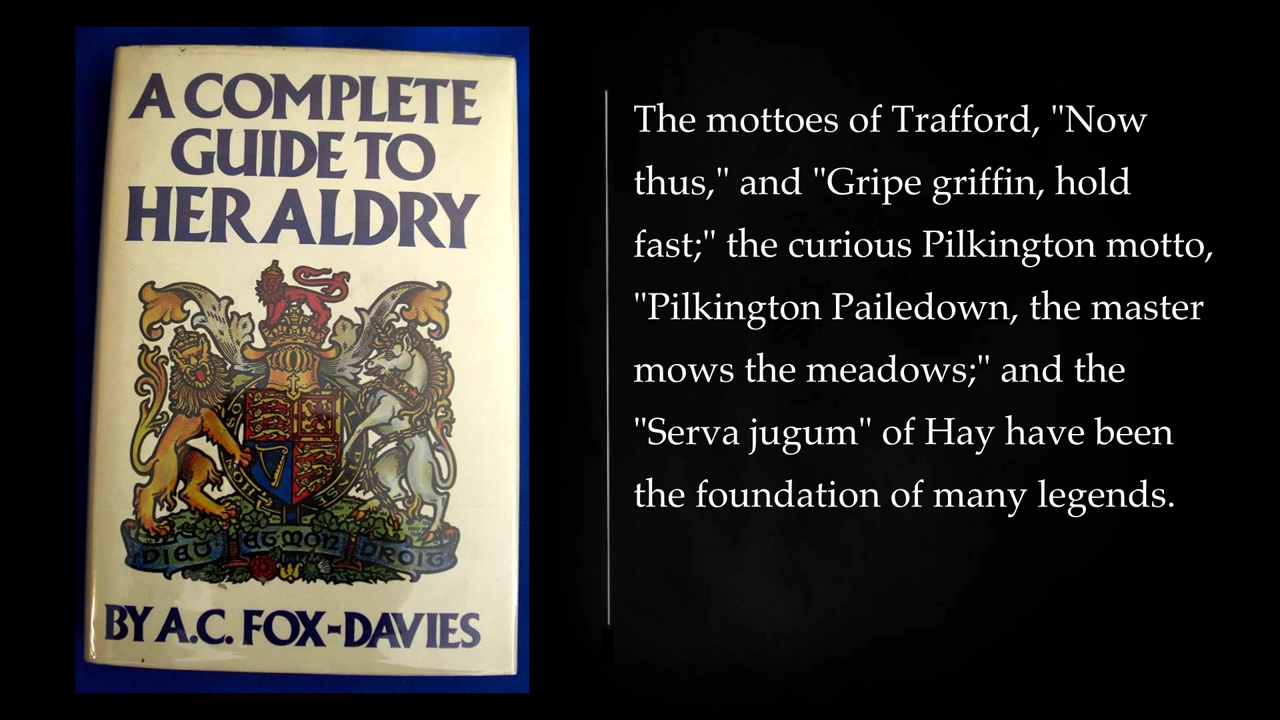 A COMPLETE
GUIDE TO
HERALDRY
DIEU ET MON DROIT
BY A.C. FOX-DAVIES
The mottoes of Trafford, "Now
thus," and "Gripe griffin, hold
fast;" the curious Pilkington motto,
"Pilkington Pailedown, the master
mows the meadows;" and the
"Serva jugum" of Hay have been
the foundation of many legends.